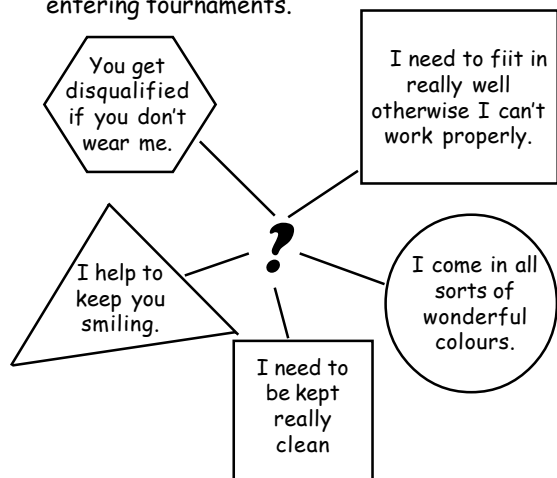 entering tournaments.
You get
disqualified
if you don't
wear me.
I need to fiit in
really well
otherwise I can't
work properly.
I help to
keep you
smiling.
?
I come in all
sorts of
wonderful
colours.
I need to
be kept
really
clean